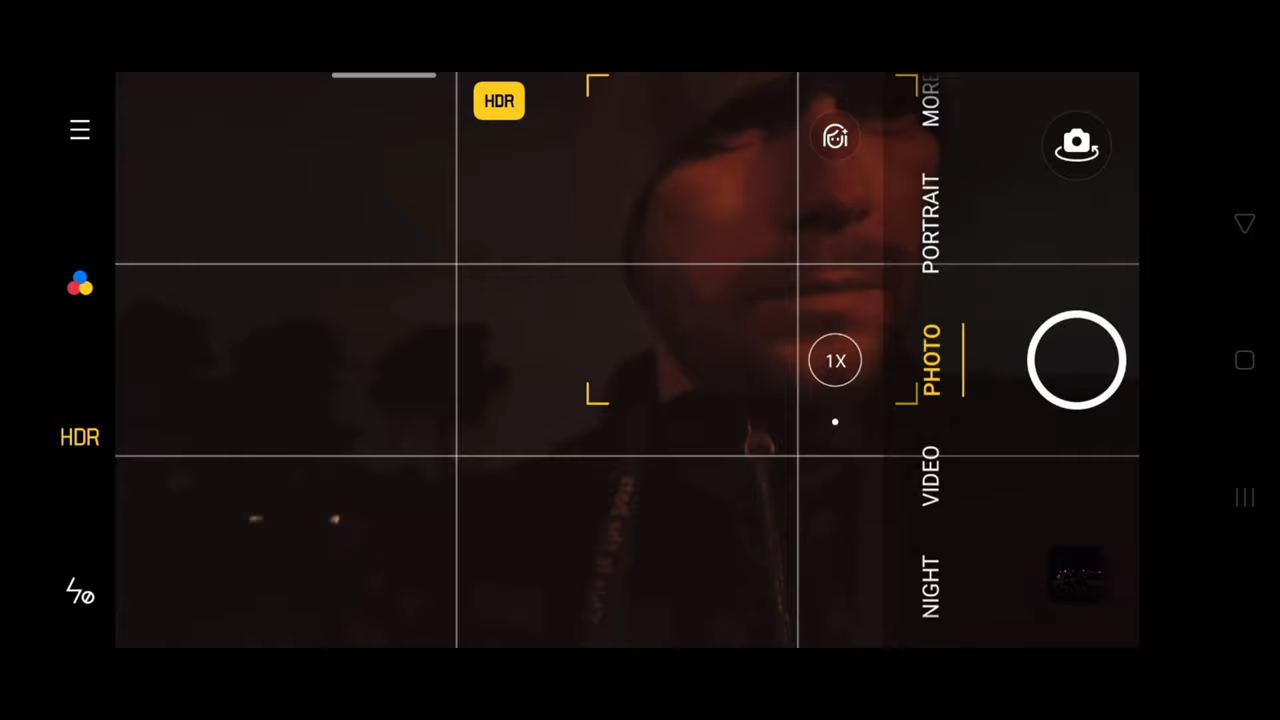 HDR
MORE
PORTRAIT
1X
PHOTO
HDR
VIDEO
NIGHT